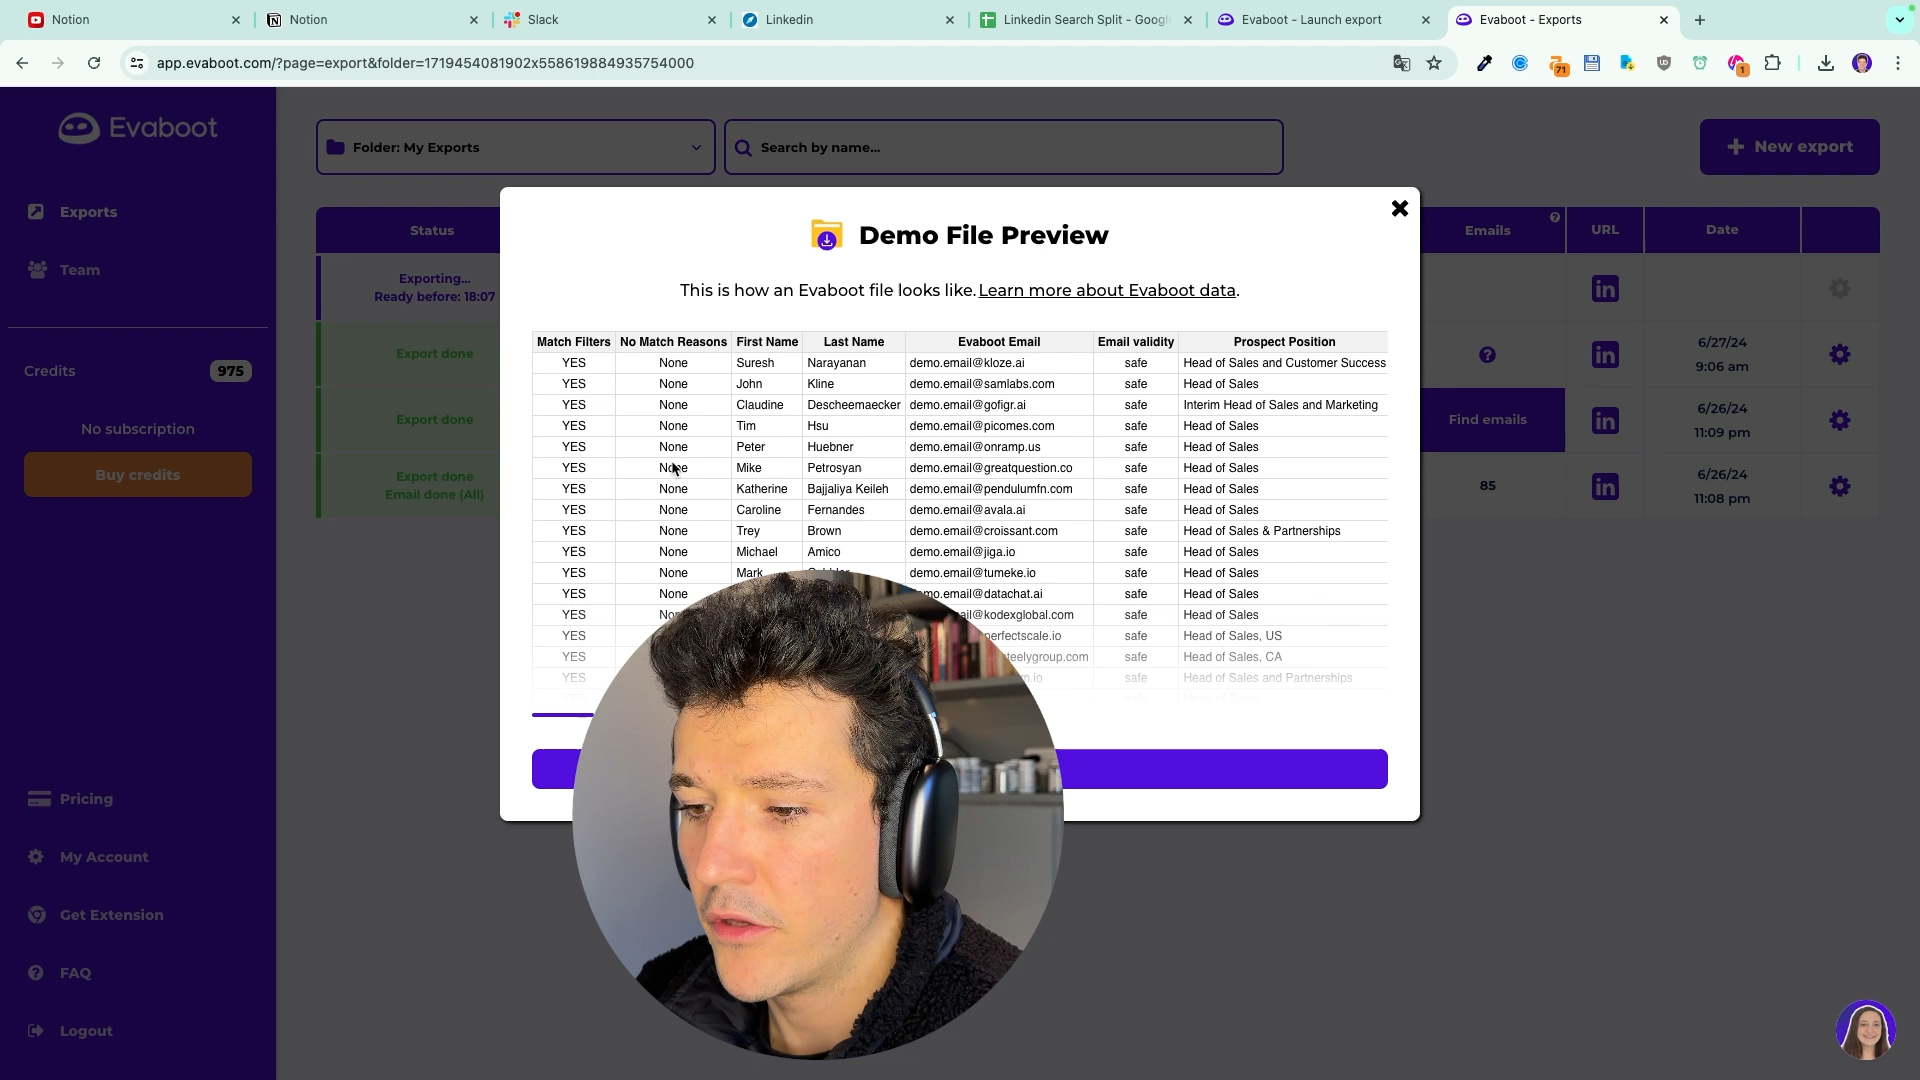 Notion
Notion
Slack
Linkedin
Linkedin Search Split - Google
Evaboot - Launch export
Evaboot - Exports
app.evaboot.com/?page=export&folder=1719454081902x558619884935754000
71
1
Evaboot
Exports
Team
Credits
975
No subscription
Buy credits
Pricing
My Account
Get Extension
FAQ
Logout
Folder: My Exports
Search by name...
New export
Status
Emails
URL
Date
Exporting...
Ready before: 18:07
Export done
6/27/24
9:06 am
Export done
Find emails
6/26/24
11:09 pm
Export done
Email done (All)
85
6/26/24
11:08 pm
Demo File Preview
This is how an Evaboot file looks like. Learn more about Evaboot data.
Match Filters No Match Reasons First Name Last Name Evaboot Email Email validity Prospect Position
YES None Suresh Narayanan demo.email@kloze.ai safe Head of Sales and Customer Success
YES None John Kline demo.email@samlabs.com safe Head of Sales
YES None Claudine Descheemaecker demo.email@gofigr.ai safe Interim Head of Sales and Marketing
YES None Tim Hsu demo.email@picomes.com safe Head of Sales
YES None Peter Huebner demo.email@onramp.us safe Head of Sales
YES None Mike Petrosyan demo.email@greatquestion.co safe Head of Sales
YES None Katherine Bajjaliya Keileh demo.email@pendulumfn.com safe Head of Sales
YES None Caroline Fernandes demo.email@avala.ai safe Head of Sales
YES None Trey Brown demo.email@croissant.com safe Head of Sales & Partnerships
YES None Michael Amico demo.email@jiga.io safe Head of Sales
YES None Mark demo.email@tumeke.io safe Head of Sales
YES None mo.email@datachat.ai safe Head of Sales
YES ail@kodexglobal.com safe Head of Sales
YES perfectscale.io safe Head of Sales, US
YES teelygroup.com safe Head of Sales, CA
YES m.io safe Head of Sales and Partnerships
YES safe Head of Sales